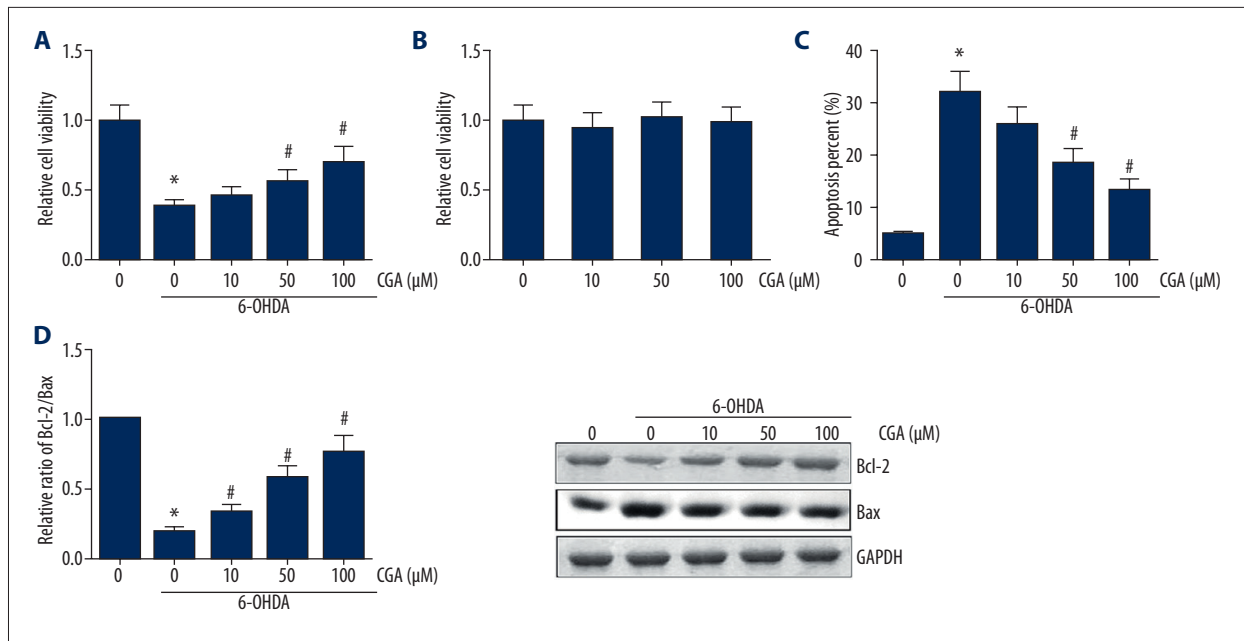 A
Relative cell viability
1.5
1.0
0.5
0.0
*
#
#
0 0 10 50 100 CGA (µM)
6-OHDA
B
Relative cell viability
1.5
1.0
0.5
0.0
0 10 50 100 CGA (µM)
C
Apoptosis percent (%)
40
30
20
10
0
*
#
#
0 0 10 50 100 CGA (µM)
6-OHDA
D
Relative ratio of Bcl-2/Bax
1.5
1.0
0.5
0.0
*
#
#
#
0 0 10 50 100 CGA (µM)
6-OHDA
6-OHDA
0 0 10 50 100 CGA (µM)
Bcl-2
Bax
GAPDH